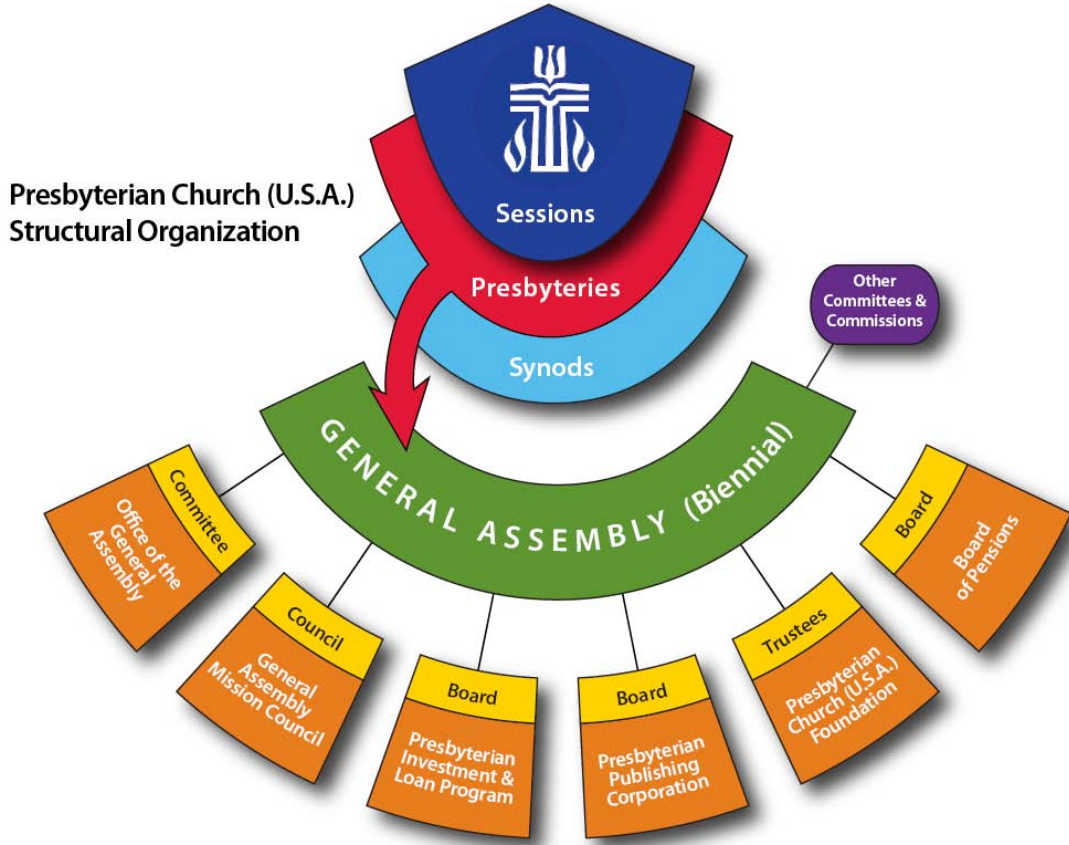 Presbyterian Church (U.S.A.)
Structural Organization
Sessions
Presbyteries
Synods
Other
Committees &
Commissions
GENERAL ASSEMBLY (Biennial)
Committee
Office of the
General
Assembly
Council
General
Assembly
Mission Council
Board
Presbyterian
Investment &
Loan Program
Board
Presbyterian
Publishing
Corporation
Trustees
Presbyterian
Church (U.S.A.)
Foundation
Board
Board
of Pensions